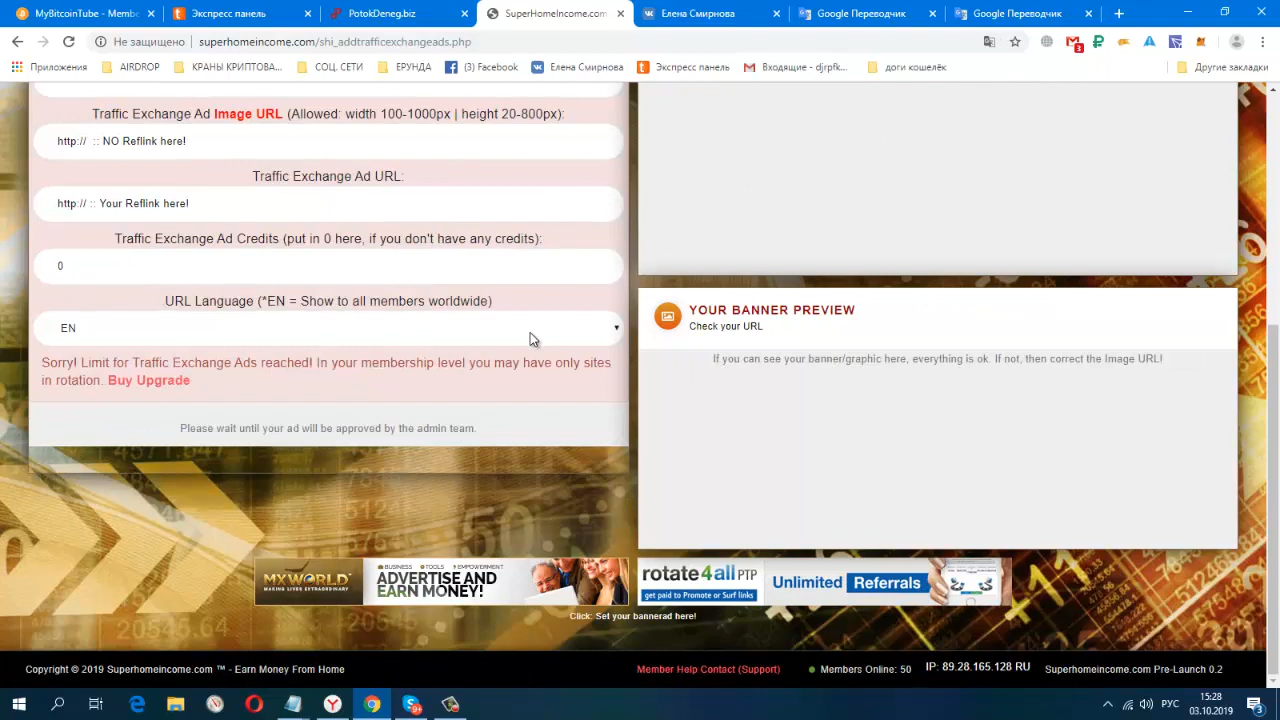 MyBitcoinTube - Membe
Экспресс панель
PotokDeneg.biz
SuperHomeIncome.com
Елена Смирнова
Google Переводчик
Google Переводчик
Не защищено
superhomeincome.com/shi_addtrafficexchangeads.php
3
Приложения
AIRDROP
КРАНЫ КРИПТОВА...
СОЦ. СЕТИ
ЕРУНДА
(3) Facebook
Елена Смирнова
Экспресс панель
Входящие - djrpfk...
доги кошелёк
Другие закладки
Traffic Exchange Ad Image URL (Allowed: width 100-1000px | height 20-800px):
http:// :: NO Reflink here!
Traffic Exchange Ad URL:
http:// :: Your Reflink here!
Traffic Exchange Ad Credits (put in 0 here, if you don't have any credits):
0
URL Language (*EN = Show to all members worldwide)
EN
Sorry! Limit for Traffic Exchange Ads reached! In your membership level you may have only sites
in rotation. Buy Upgrade
Please wait until your ad will be approved by the admin team.
YOUR BANNER PREVIEW
Check your URL
If you can see your banner/graphic here, everything is ok. If not, then correct the Image URL!
MXWORLD
MAKING LIVES EXTRAORDINARY
BUSINESS TOOLS EMPOWERMENT
ADVERTISE AND
EARN MONEY!
rotate4all PTP
get paid to Promote or Surf links
Unlimited Referrals
Click: Set your bannerad here!
Copyright © 2019 Superhomeincome.com ™ - Earn Money From Home
Member Help Contact (Support)
Members Online: 50
IP: 89.28.165.128 RU
Superhomeincome.com Pre-Launch 0.2
РУС
15:28
03.10.2019
3